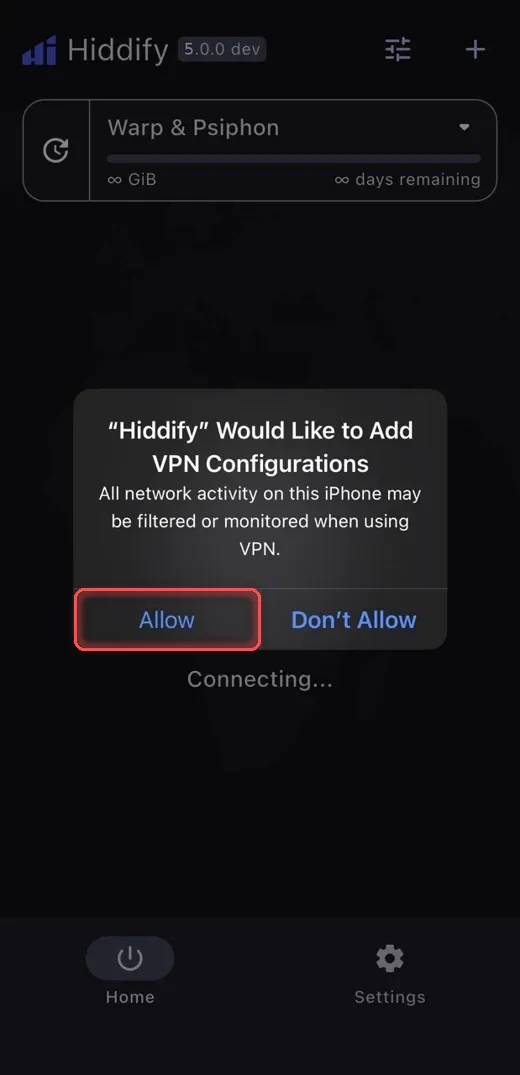 Hiddify 5.0.0 dev
Warp & Psiphon
∞ GiB ∞ days remaining
“Hiddify” Would Like to Add
VPN Configurations
All network activity on this iPhone may
be filtered or monitored when using
VPN.
Allow Don’t Allow
Connecting...
Home Settings